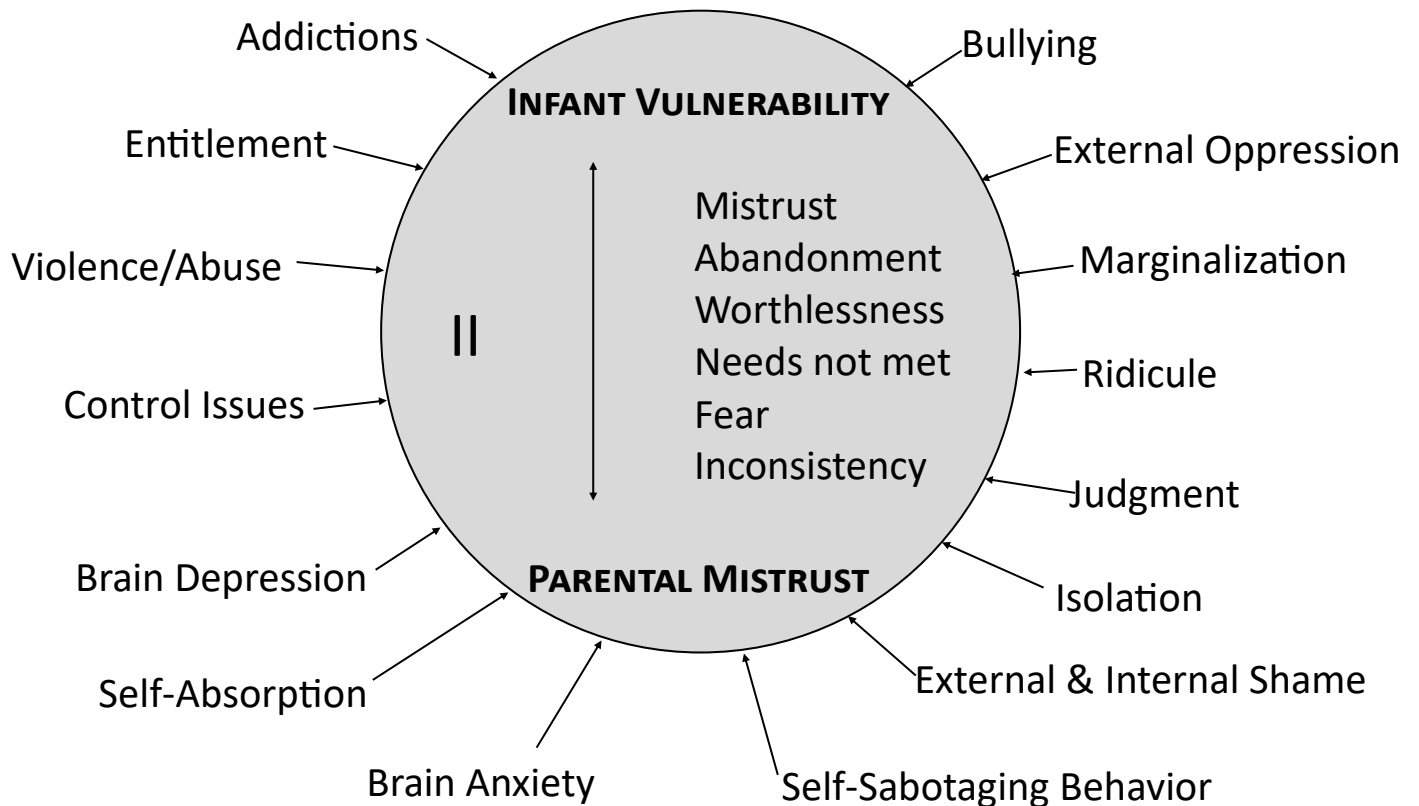 Addictions
Bullying
INFANT VULNERABILITY
Entitlement
External Oppression
Mistrust
Abandonment
Worthlessness
Needs not met
Fear
Inconsistency
Violence/Abuse
Marginalization
II
Control Issues
Ridicule
Judgment
Brain Depression
PARENTAL MISTRUST
Isolation
Self-Absorption
External & Internal Shame
Brain Anxiety
Self-Sabotaging Behavior